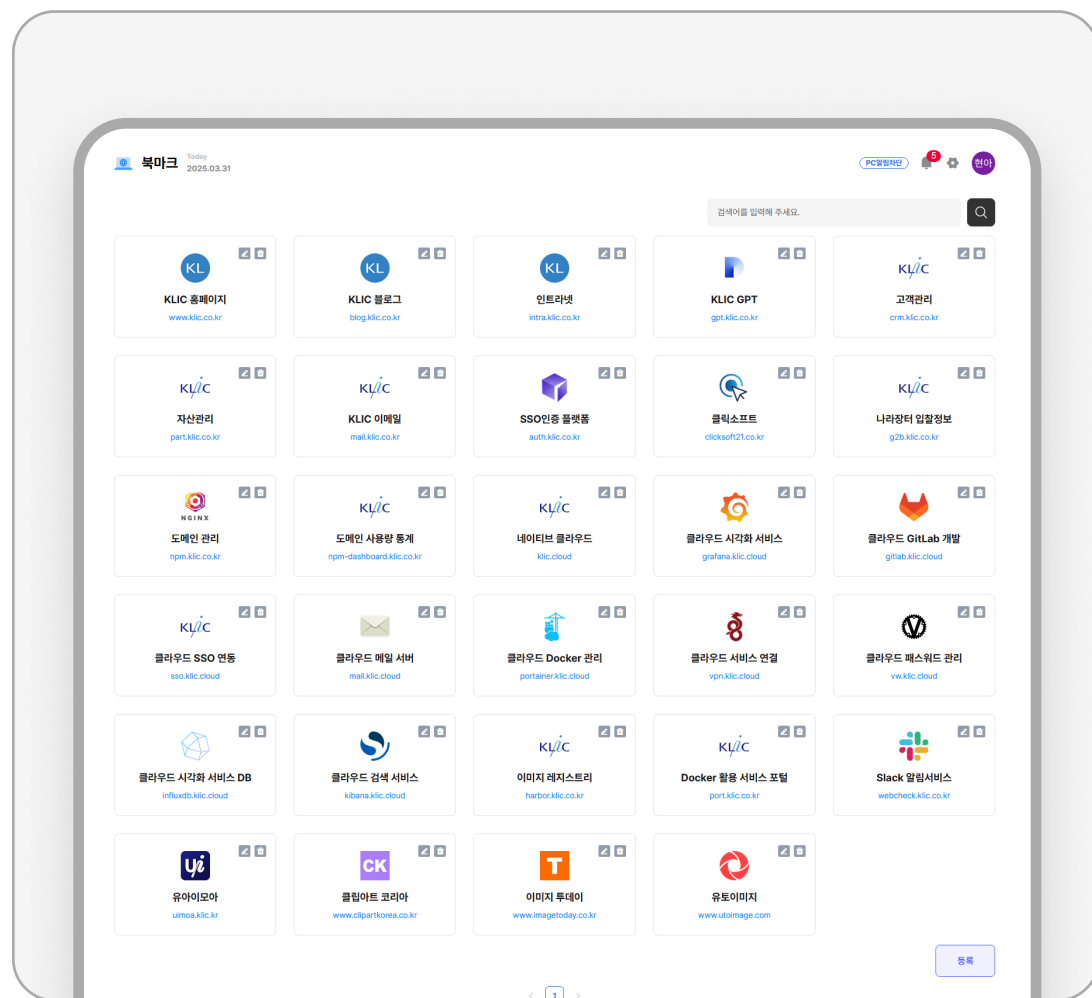 북마크
Today
2025.03.31
PC알림차단
5
현아
검색어를 입력해 주세요.
KL
KLIC 홈페이지
www.klic.co.kr
KL
KLIC 블로그
blog.klic.co.kr
KL
인트라넷
intra.klic.co.kr
KLIC GPT
gpt.klic.co.kr
KLiC
고객관리
crm.klic.co.kr
KLiC
자산관리
part.klic.co.kr
KLiC
KLIC 이메일
mail.klic.co.kr
SSO인증 플랫폼
auth.klic.co.kr
클릭소프트
clicksoft21.co.kr
KLiC
나라장터 입찰정보
g2b.klic.co.kr
NGINX
도메인 관리
npm.klic.co.kr
KLiC
도메인 사용량 통계
npm-dashboard.klic.co.kr
KLiC
네이티브 클라우드
klic.cloud
클라우드 시각화 서비스
grafana.klic.cloud
클라우드 GitLab 개발
gitlab.klic.cloud
KLiC
클라우드 SSO 연동
sso.klic.cloud
클라우드 메일 서버
mail.klic.cloud
클라우드 Docker 관리
portainer.klic.cloud
클라우드 서비스 연결
vpn.klic.cloud
V
클라우드 패스워드 관리
vw.klic.cloud
클라우드 시각화 서비스 DB
influxdb.klic.cloud
클라우드 검색 서비스
kibana.klic.cloud
KLiC
이미지 레지스트리
harbor.klic.co.kr
KLiC
Docker 활용 서비스 포털
port.klic.co.kr
Slack 알림서비스
webcheck.klic.co.kr
Ui
유아이모아
uimoa.klic.kr
CK
클립아트 코리아
www.clipartkorea.co.kr
T
이미지 투데이
www.imagetoday.co.kr
유토이미지
www.utoimage.com
등록
< 1 >